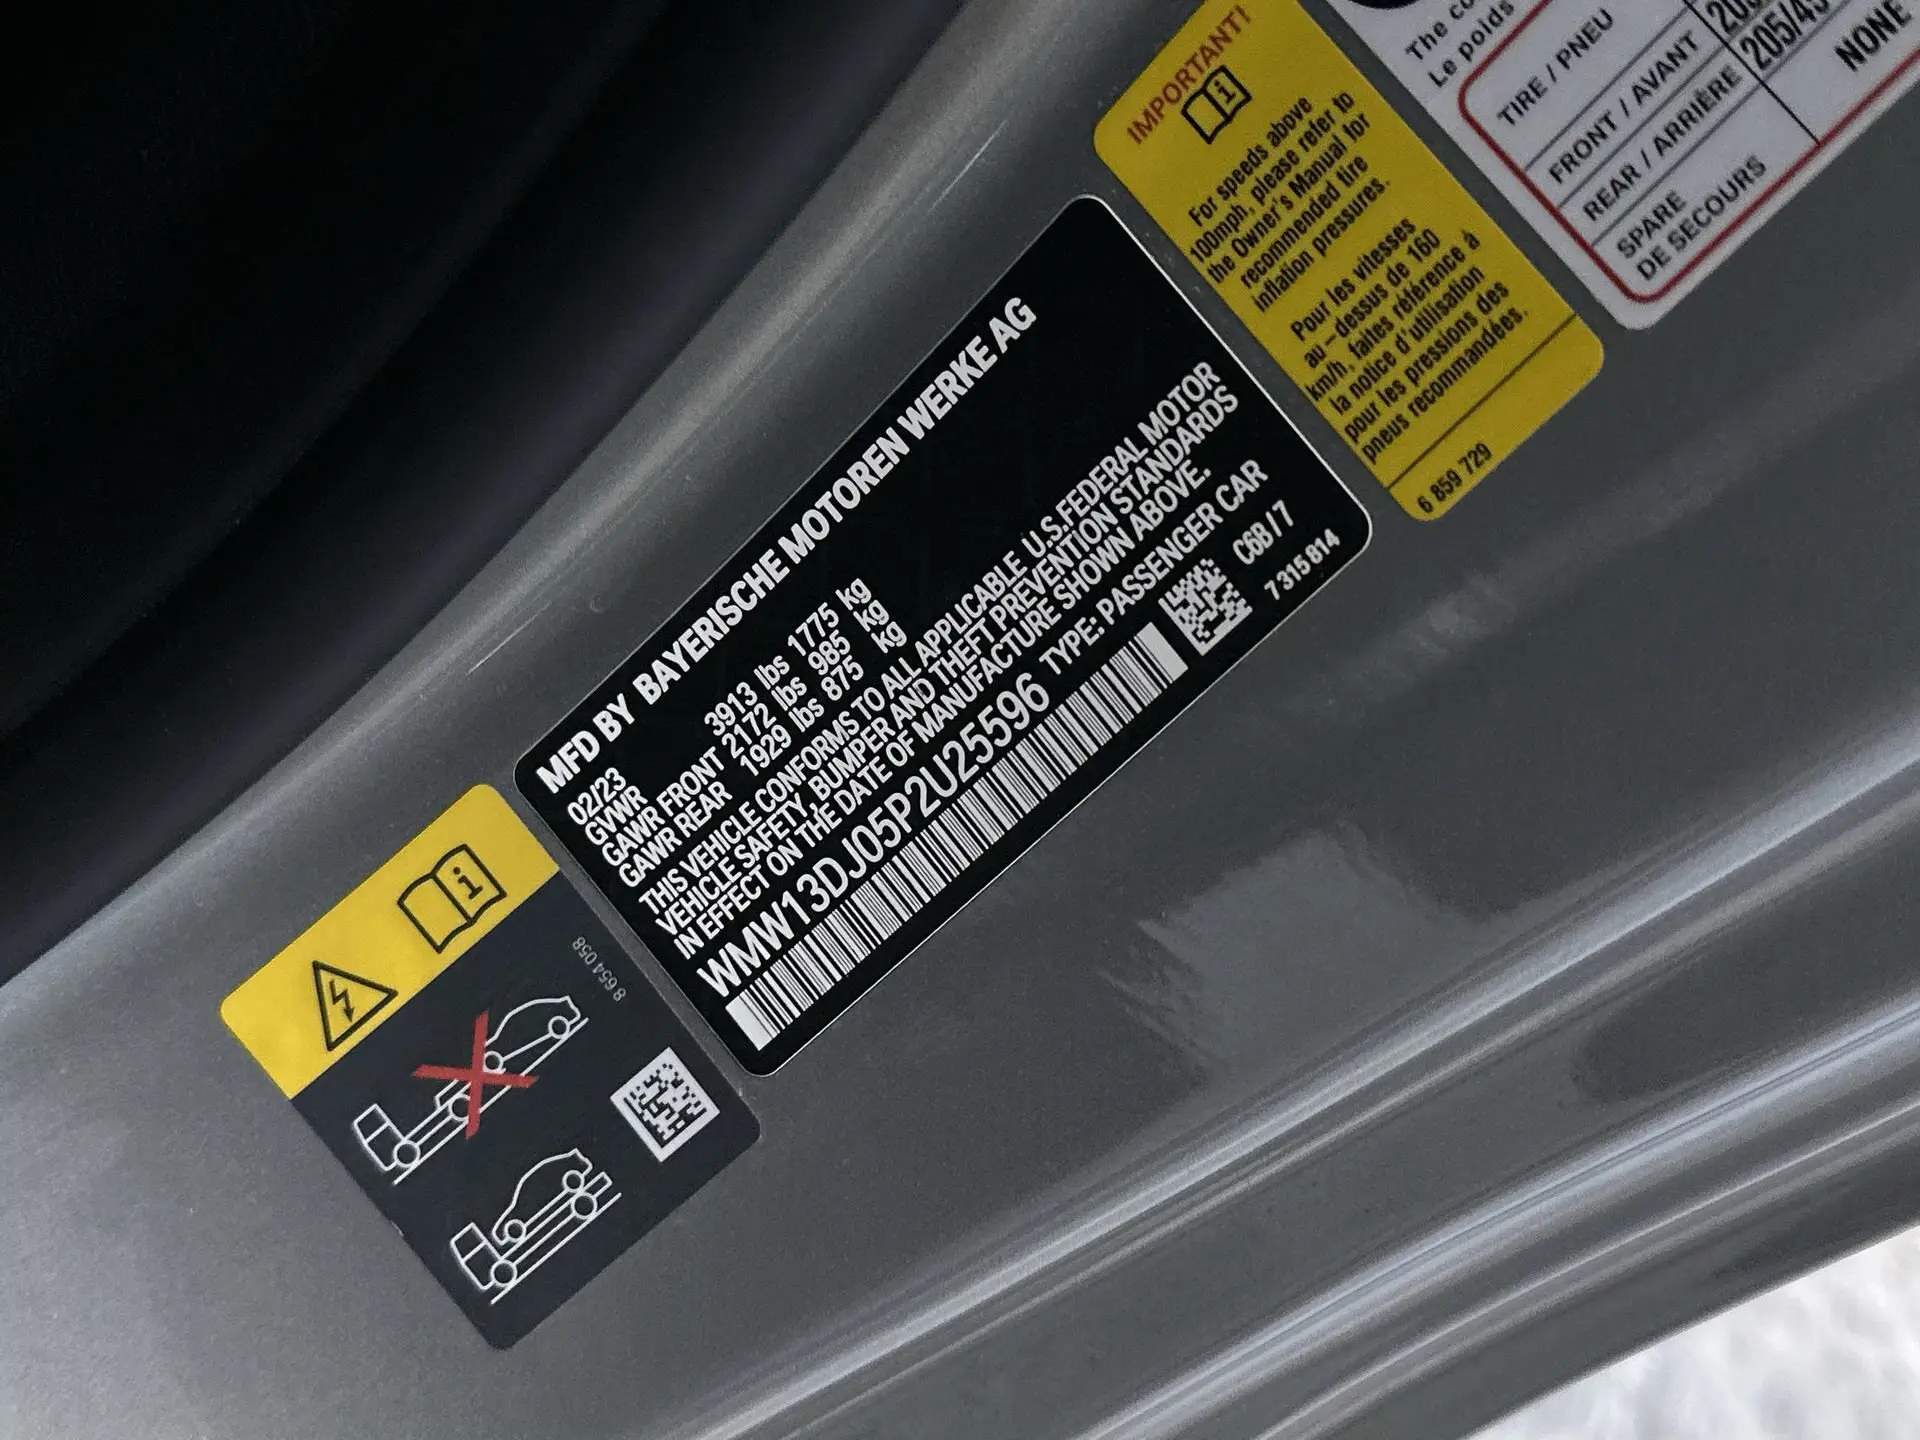 The
Le poids
TIRE / PNEU
FRONT / AVANT
REAR / ARRIÈRE 205/45
SPARE
DE SECOURS
NONE
IMPORTANT!
For speeds above
100mph, please refer to
the Owner's Manual for
recommended tire
inflation pressures.
Pour les vitesses
au –dessus de 160
km/h, faites référence à
la notice d'utilisation
pour les pressions des
pneus recommandées.
6 859 729
MFD BY BAYERISCHE MOTOREN WERKE AG
02/23
GVWR 3913 lbs 1775 kg
GAWR FRONT 2172 lbs 985 kg
GAWR REAR 1929 lbs 875 kg
THIS VEHICLE CONFORMS TO ALL APPLICABLE U.S.FEDERAL MOTOR
VEHICLE SAFETY, BUMPER AND THEFT PREVENTION STANDARDS
IN EFFECT ON THE DATE OF MANUFACTURE SHOWN ABOVE.
WMW13DJ05P2U25596 TYPE: PASSENGER CAR
C6B / 7
7 315 814
8 654 058